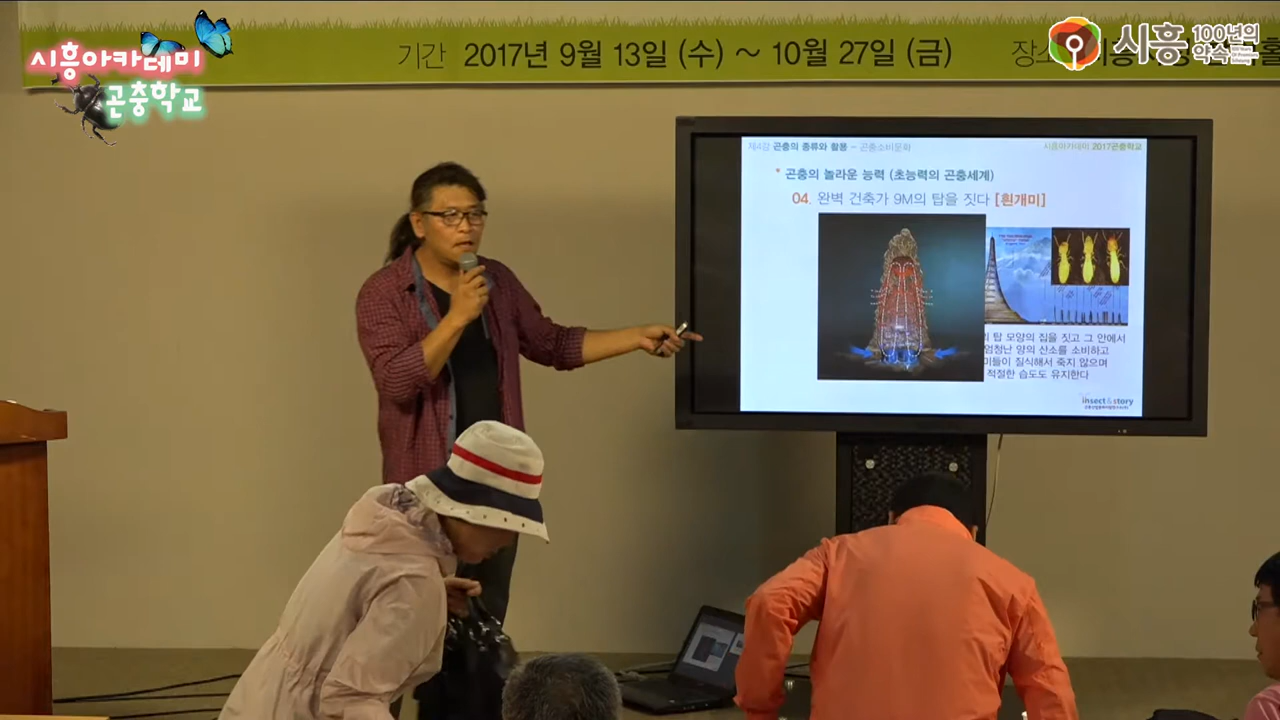 시흥아카데미
곤충학교
기간 2017년 9월 13일 (수) ~ 10월 27일 (금)
시흥 100년의 약속
제4강 곤충의 종류와 활용 - 곤충소비문화
시흥아카데미 2017곤충학교
* 곤충의 놀라운 능력 (초능력의 곤충세계)
04. 완벽 건축가 9M의 탑을 짓다 [흰개미]
탑 모양의 집을 짓고 그 안에서
엄청난 양의 산소를 소비하고
미들이 질식해서 죽지 않으며
적절한 습도도 유지한다
insect & story